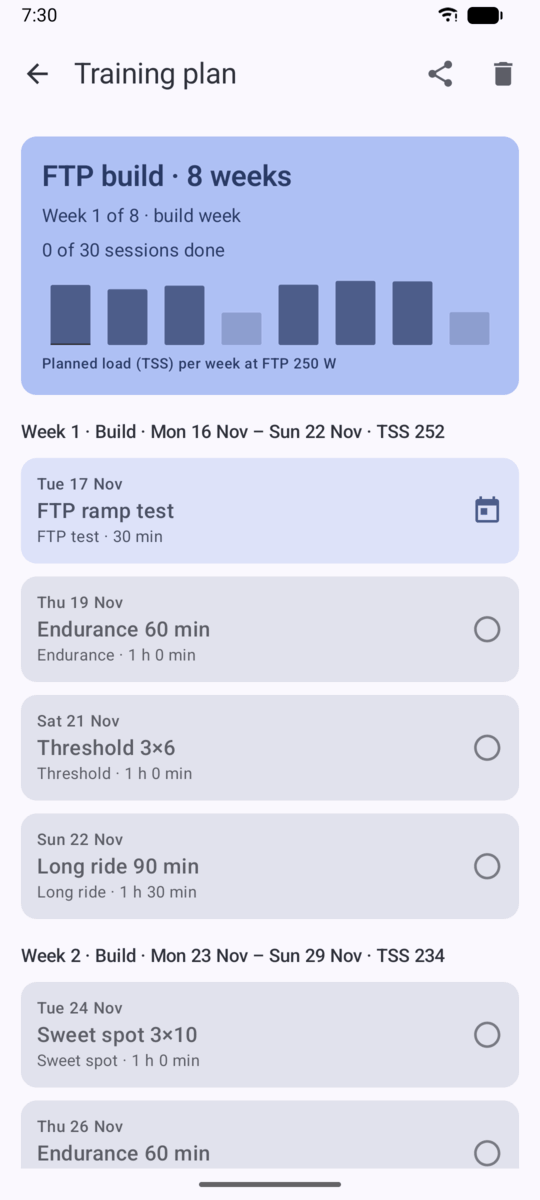 7:30
Training plan
FTP build · 8 weeks
Week 1 of 8 · build week
0 of 30 sessions done
Planned load (TSS) per week at FTP 250 W
Week 1 · Build · Mon 16 Nov – Sun 22 Nov · TSS 252
Tue 17 Nov
FTP ramp test
FTP test · 30 min
Thu 19 Nov
Endurance 60 min
Endurance · 1 h 0 min
Sat 21 Nov
Threshold 3×6
Threshold · 1 h 0 min
Sun 22 Nov
Long ride 90 min
Long ride · 1 h 30 min
Week 2 · Build · Mon 23 Nov – Sun 29 Nov · TSS 234
Tue 24 Nov
Sweet spot 3×10
Sweet spot · 1 h 0 min
Thu 26 Nov
Endurance 60 min